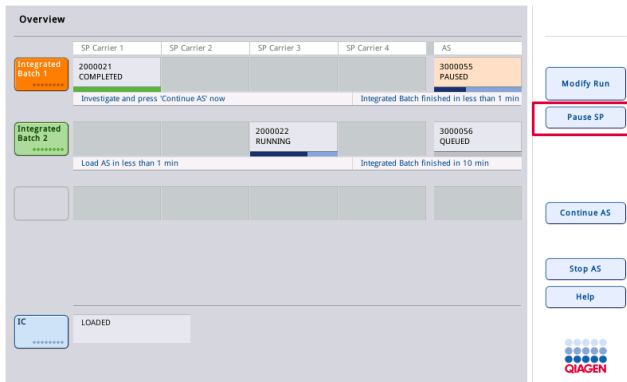 Overview
SP Carrier 1 SP Carrier 2 SP Carrier 3 SP Carrier 4 AS
Integrated Batch 1
2000021 COMPLETED
3000055 PAUSED
Investigate and press 'Continue AS' now
Integrated Batch finished in less than 1 min
Integrated Batch 2
2000022 RUNNING
3000056 QUEUED
Load AS in less than 1 min
Integrated Batch finished in 10 min
IC
LOADED
Modify Run
Pause SP
Continue AS
Stop AS
Help
QIAGEN